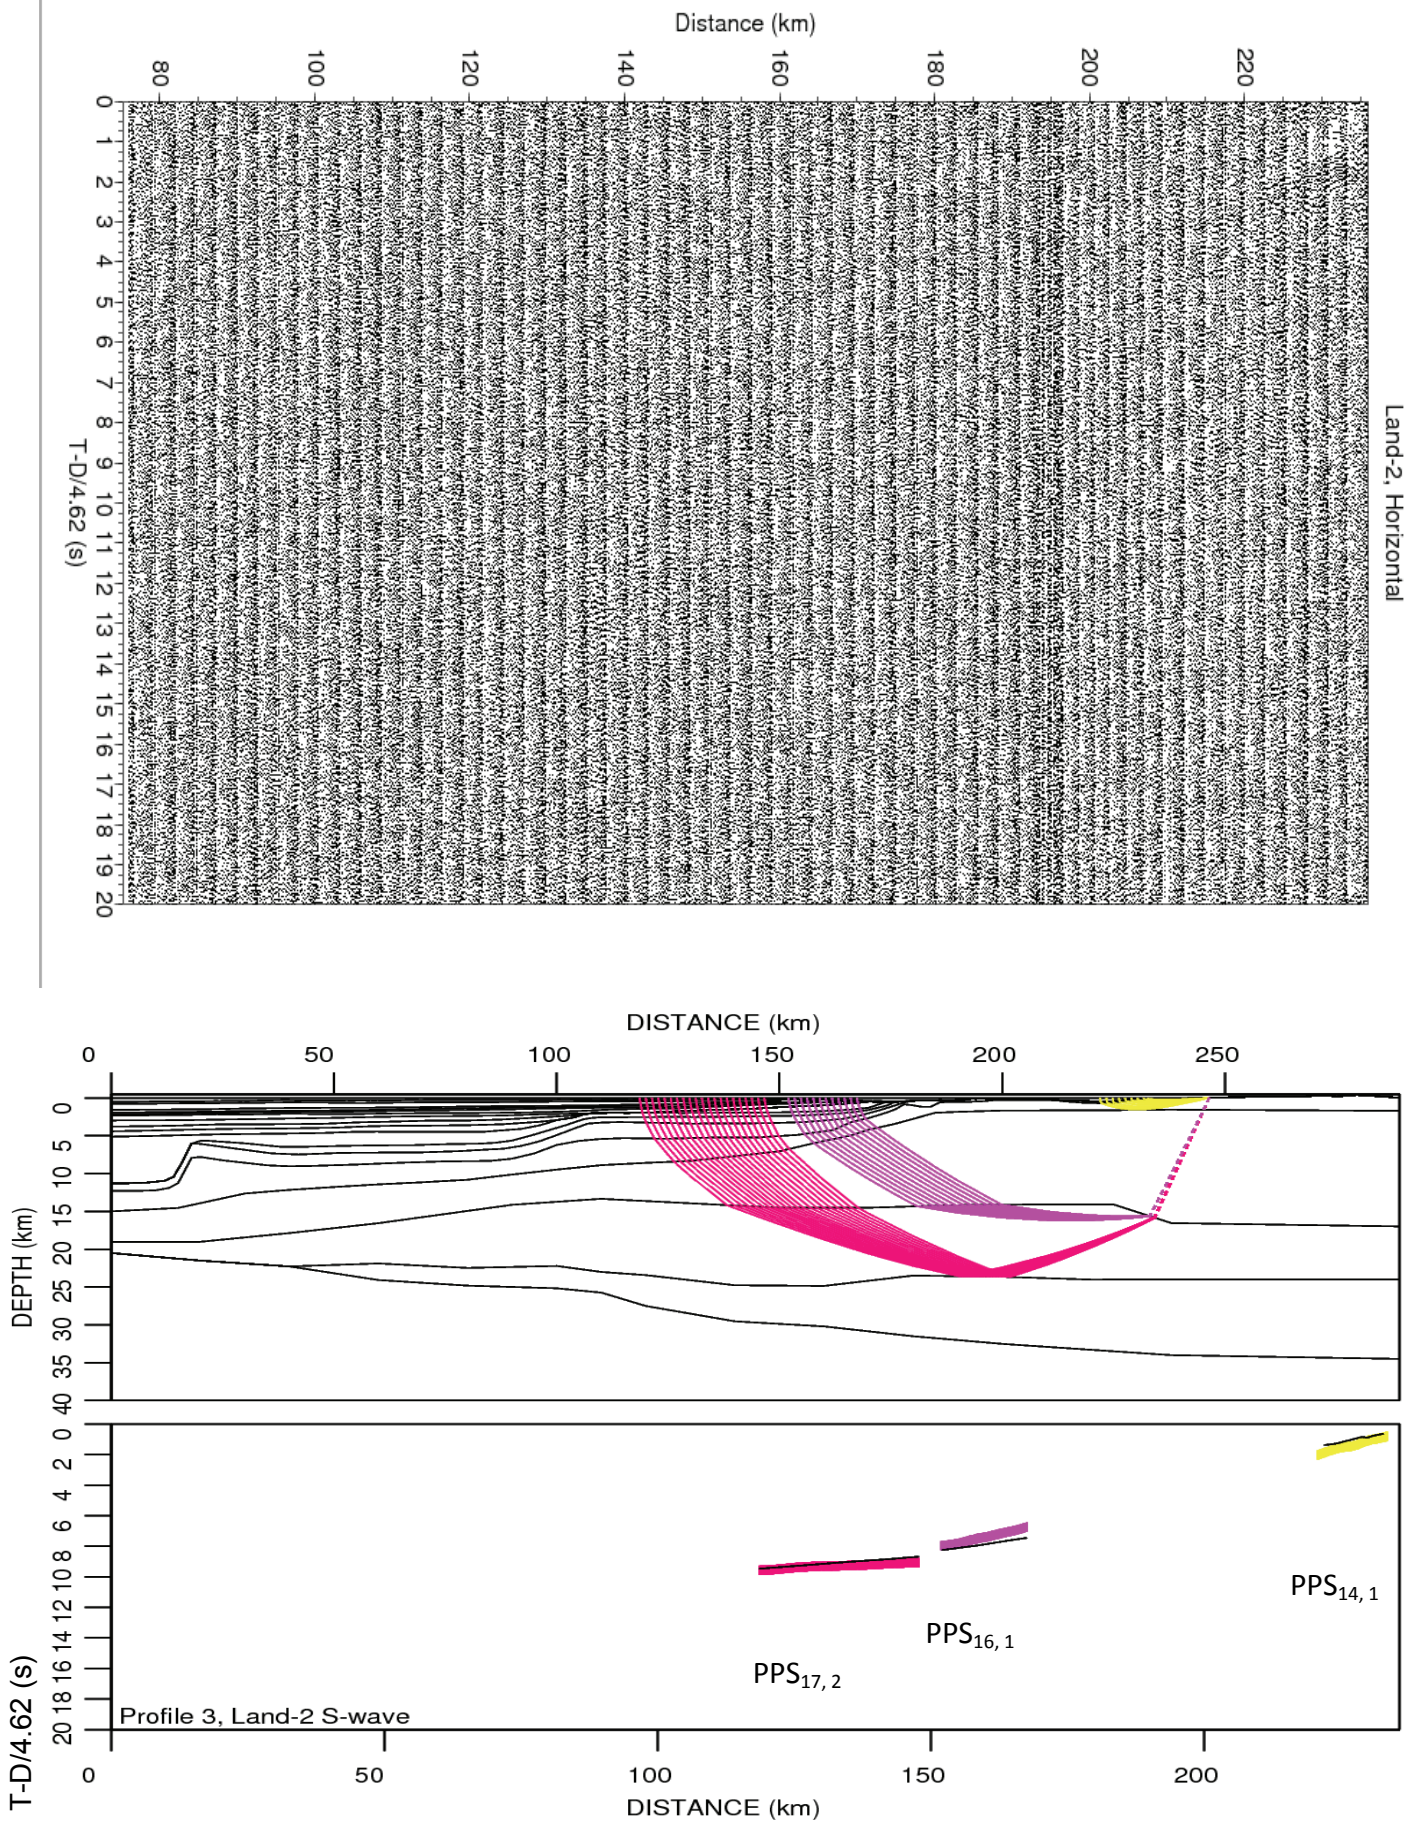 Distance (km)
80 100 120 140 160 180 200 220
0
1
2
3
4
5
6
7
8
9
10
11
12
13
14
15
16
17
18
19
20
T-D/4.62 (s)
Land-2, Horizontal
DISTANCE (km)
0 50 100 150 200 250
0
5
10
15
20
25
30
35
40
DEPTH (km)
0
2
4
6
8
10
12
14
16
18
20
T-D/4.62 (s)
PPS14, 1
PPS16, 1
PPS17, 2
Profile 3, Land-2 S-wave
0 50 100 150 200
DISTANCE (km)